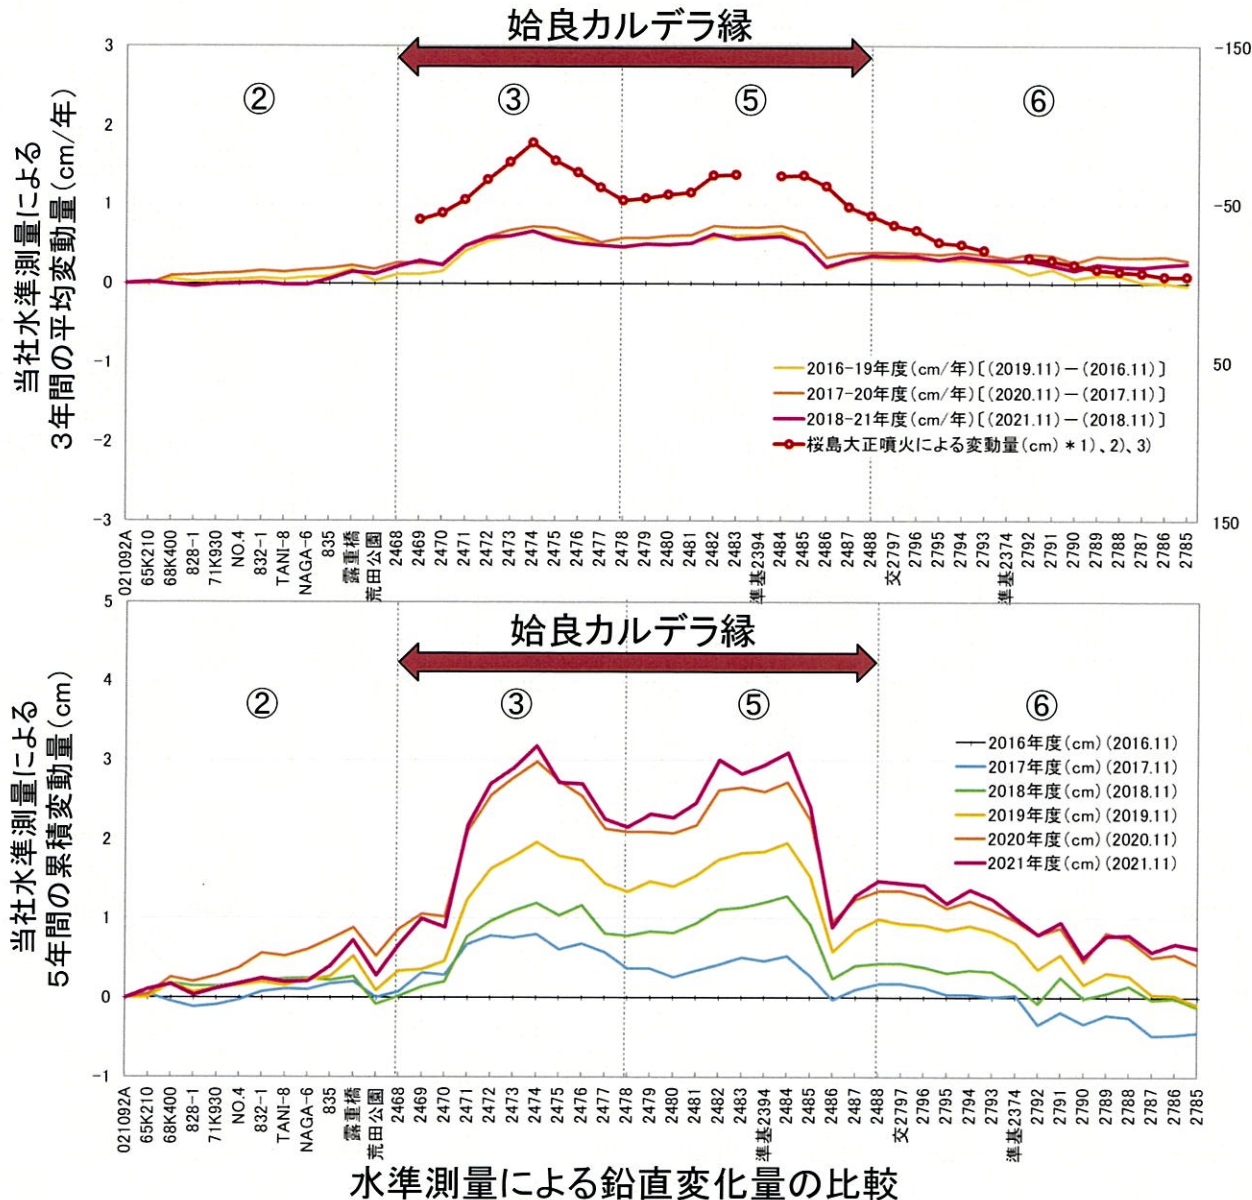 姶良カルデラ縁
当社水準測量による
3年間の平均変動量(cm/年)
3
2
1
0
-1
-2
-3
-150
-50
50
150
②
③
⑤
⑥
2016-19年度(cm/年)〔(2019.11)－(2016.11)〕
2017-20年度(cm/年)〔(2020.11)－(2017.11)〕
2018-21年度(cm/年)〔(2021.11)－(2018.11)〕
桜島大正噴火による変動量(cm) *1)、2)、3)
021092A
65K210
68K400
828-1
71K930
NO.4
832-1
TANI-8
NAGA-6
835
露重橋
荒田公園
2468
2469
2470
2471
2472
2473
2474
2475
2476
2477
2478
2479
2480
2481
2482
2483
準基2394
2484
2485
2486
2487
2488
交2797
2796
2795
2794
2793
準基2374
2792
2791
2790
2789
2788
2787
2786
2785
姶良カルデラ縁
当社水準測量による
5年間の累積変動量(cm)
5
4
3
2
1
0
-1
②
③
⑤
⑥
2016年度(cm)(2016.11)
2017年度(cm)(2017.11)
2018年度(cm)(2018.11)
2019年度(cm)(2019.11)
2020年度(cm)(2020.11)
2021年度(cm)(2021.11)
021092A
65K210
68K400
828-1
71K930
NO.4
832-1
TANI-8
NAGA-6
835
露重橋
荒田公園
2468
2469
2470
2471
2472
2473
2474
2475
2476
2477
2478
2479
2480
2481
2482
2483
準基2394
2484
2485
2486
2487
2488
交2797
2796
2795
2794
2793
準基2374
2792
2791
2790
2789
2788
2787
2786
2785
水準測量による鉛直変化量の比較